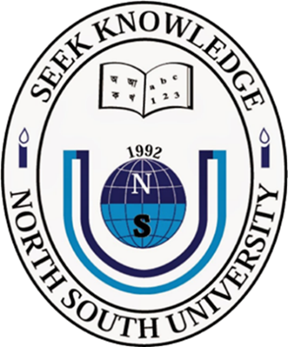 SEEK KNOWLEDGE
অ আ
ক খ
a b c
1 2 3
1992
N
S
NORTH SOUTH UNIVERSITY